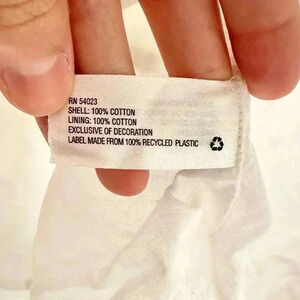 RN 54023
SHELL: 100% COTTON
LINING: 100% COTTON
EXCLUSIVE OF DECORATION
LABEL MADE FROM 100% RECYCLED PLASTIC